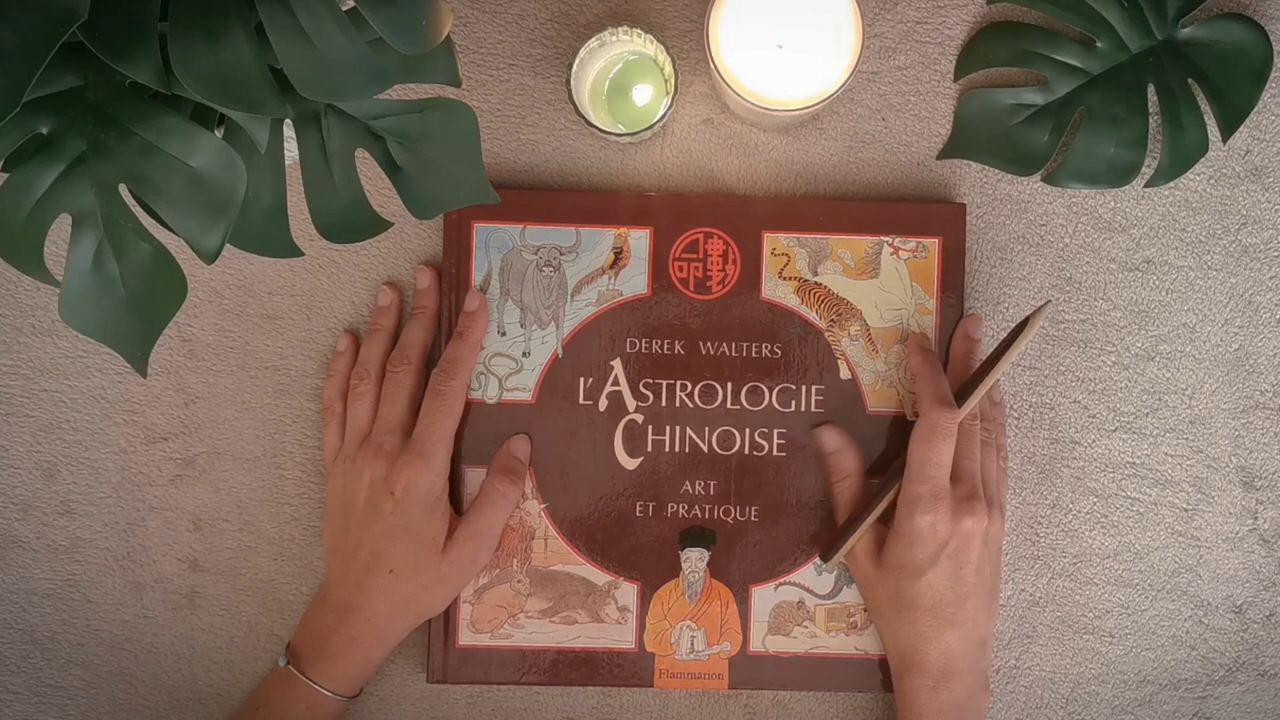 DEREK WALTERS
L'ASTROLOGIE
CHINOISE
ART
ET PRATIQUE
Flammarion